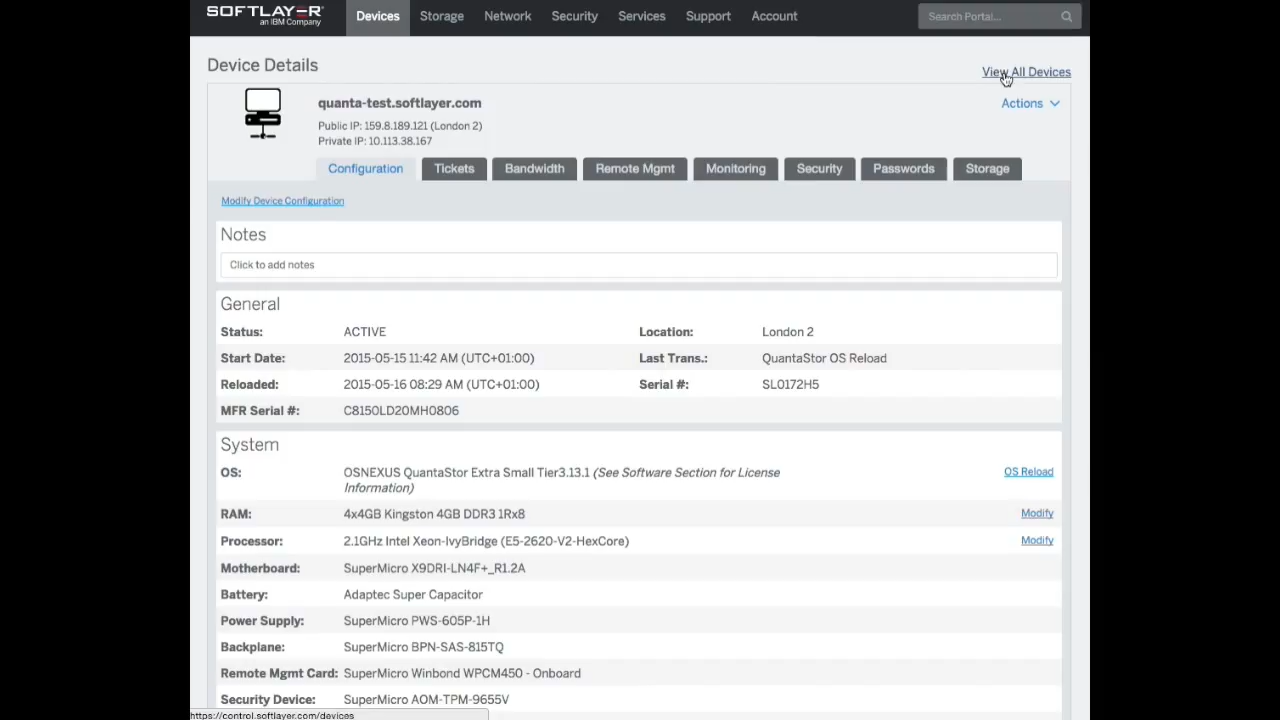 SOFTLAYER
an IBM Company
Devices Storage Network Security Services Support Account
Search Portal...
Device Details
View All Devices
quanta-test.softlayer.com
Actions
Public IP: 159.8.189.121 (London 2)
Private IP: 10.113.38.167
Configuration Tickets Bandwidth Remote Mgmt Monitoring Security Passwords Storage
Modify Device Configuration
Notes
Click to add notes
General
Status: ACTIVE Location: London 2
Start Date: 2015-05-15 11:42 AM (UTC+01:00) Last Trans.: QuantaStor OS Reload
Reloaded: 2015-05-16 08:29 AM (UTC+01:00) Serial #: SL0172H5
MFR Serial #: C8150LD20MH0806
System
OS: OSNEXUS QuantaStor Extra Small Tier3.13.1 (See Software Section for License OS Reload
Information)
RAM: 4x4GB Kingston 4GB DDR3 1Rx8 Modify
Processor: 2.1GHz Intel Xeon-IvyBridge (E5-2620-V2-HexCore) Modify
Motherboard: SuperMicro X9DRI-LN4F+_R1.2A
Battery: Adaptec Super Capacitor
Power Supply: SuperMicro PWS-605P-1H
Backplane: SuperMicro BPN-SAS-815TQ
Remote Mgmt Card: SuperMicro Winbond WPCM450 - Onboard
Security Device: SuperMicro AOM-TPM-9655V
https://control.softlayer.com/devices